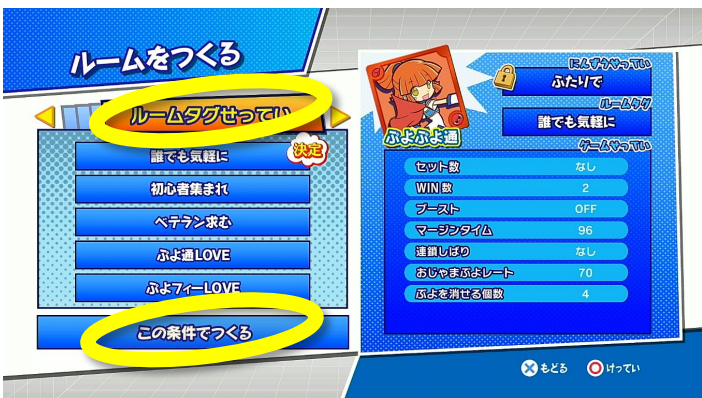 ルームをつくる
ルームタグせってい
誰でも気軽に
決定
初心者集まれ
ベテラン求む
ぷよ通LOVE
ぷよフィーLOVE
この条件でつくる
ぷよぷよ通
にんずうせってい
ふたりで
ルームタグ
誰でも気軽に
ゲームせってい
セット数 なし
WIN数 2
ブースト OFF
マージンタイム 96
連鎖しばり なし
おじゃまぷよレート 70
ぷよを消せる個数 4
もどる けってい